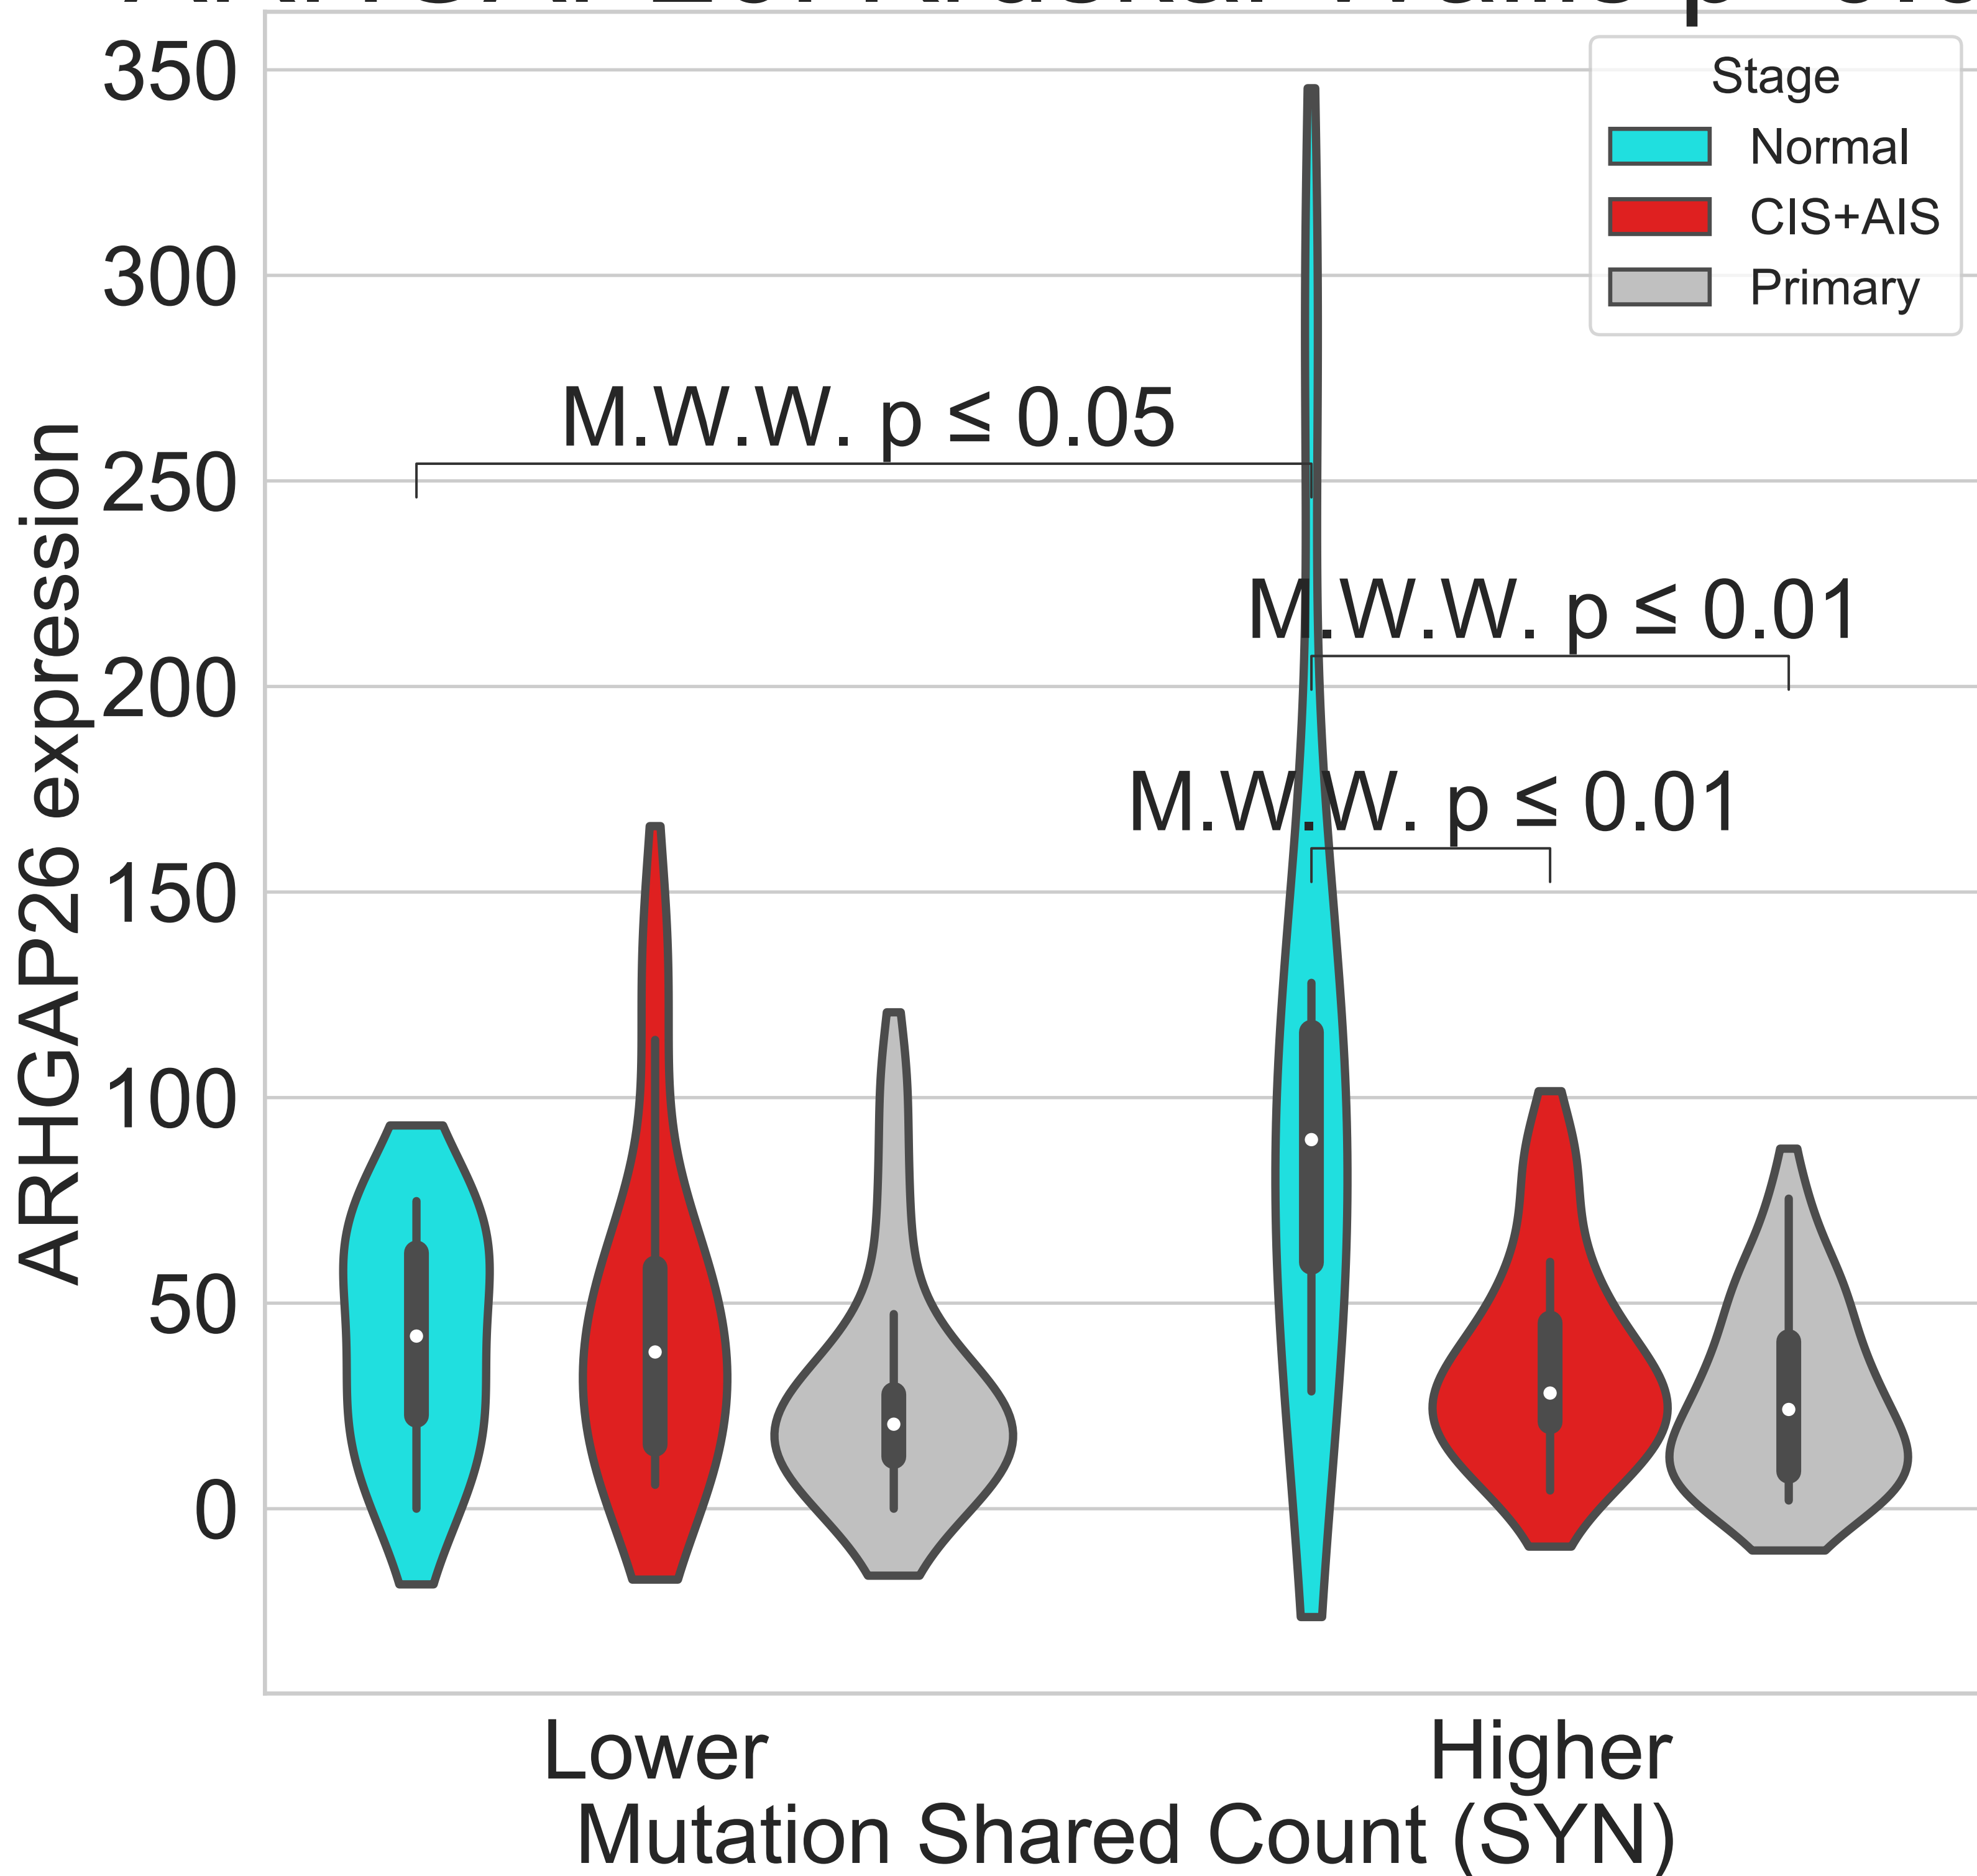 350
300
250
200
150
100
50
0
ARHGAP26 expression
Stage
Normal
CIS+AIS
Primary
M.W.W. p ≤ 0.05
M.W.W. p ≤ 0.01
M.W.W. p ≤ 0.01
Lower
Higher
Mutation Shared Count (SYN)